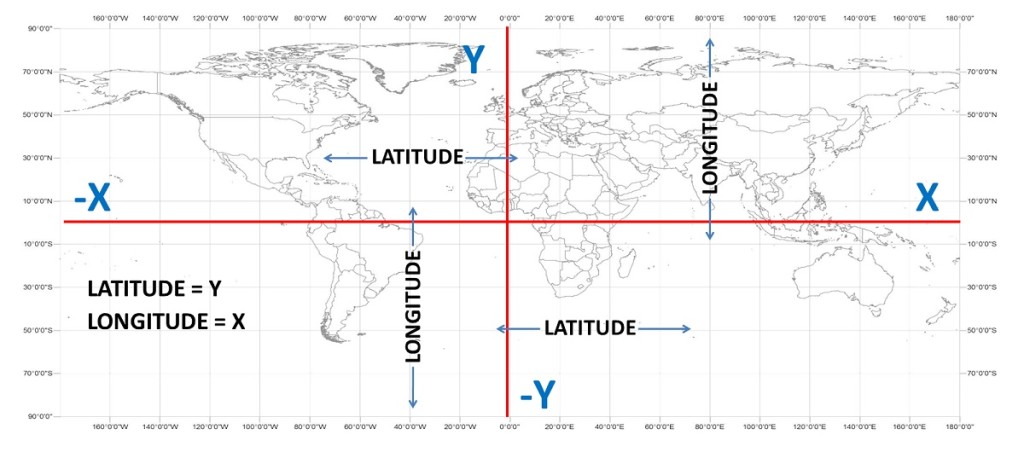 160°0'0"W 140°0'0"W 120°0'0"W 100°0'0"W 80°0'0"W 60°0'0"W 40°0'0"W 20°0'0"W 0°0'0" 20°0'0"E 40°0'0"E 60°0'0"E 80°0'0"E 100°0'0"E 120°0'0"E 140°0'0"E 160°0'0"E 180°0'0"
90°0'0"
Y
70°0'0"N 70°0'0"N
LONGITUDE
50°0'0"N 50°0'0"N
30°0'0"N LATITUDE 30°0'0"N
-X X
10°0'0"N 10°0'0"N
10°0'0"S 10°0'0"S
LONGITUDE
LATITUDE = Y
30°0'0"S 30°0'0"S
LONGITUDE = X
50°0'0"S LATITUDE 50°0'0"S
70°0'0"S 70°0'0"S
-Y
90°0'0"
160°0'0"W 140°0'0"W 120°0'0"W 100°0'0"W 80°0'0"W 60°0'0"W 40°0'0"W 20°0'0"W 0°0'0" 20°0'0"E 40°0'0"E 60°0'0"E 80°0'0"E 100°0'0"E 120°0'0"E 140°0'0"E 160°0'0"E 180°0'0"